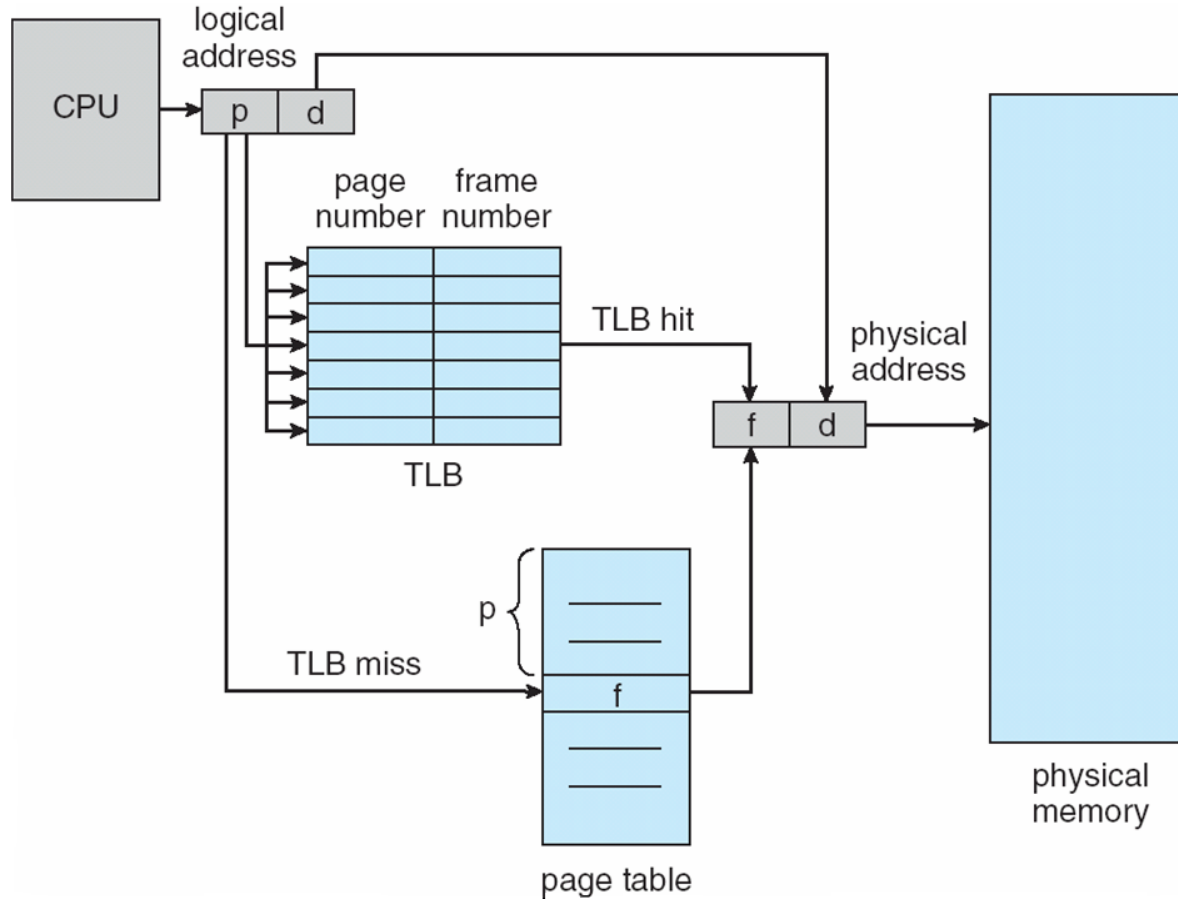 logical
address
CPU
p
d
page
number
frame
number
TLB hit
physical
address
f
d
TLB
p
TLB miss
f
physical
memory
page table